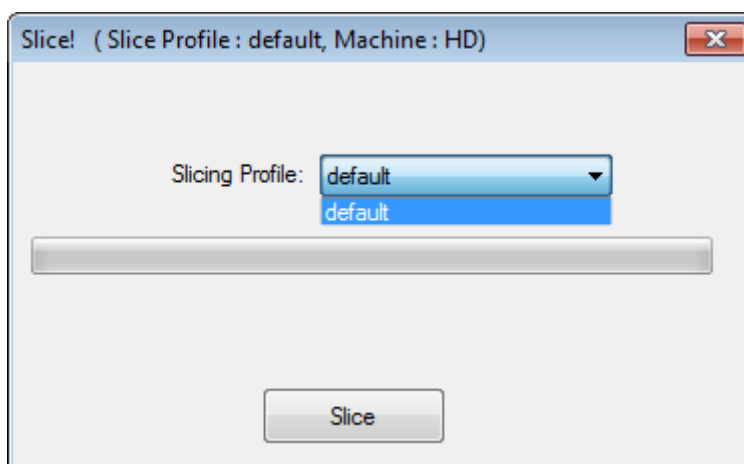 Slice!   ( Slice Profile : default, Machine : HD)
Slicing Profile: default
default
Slice